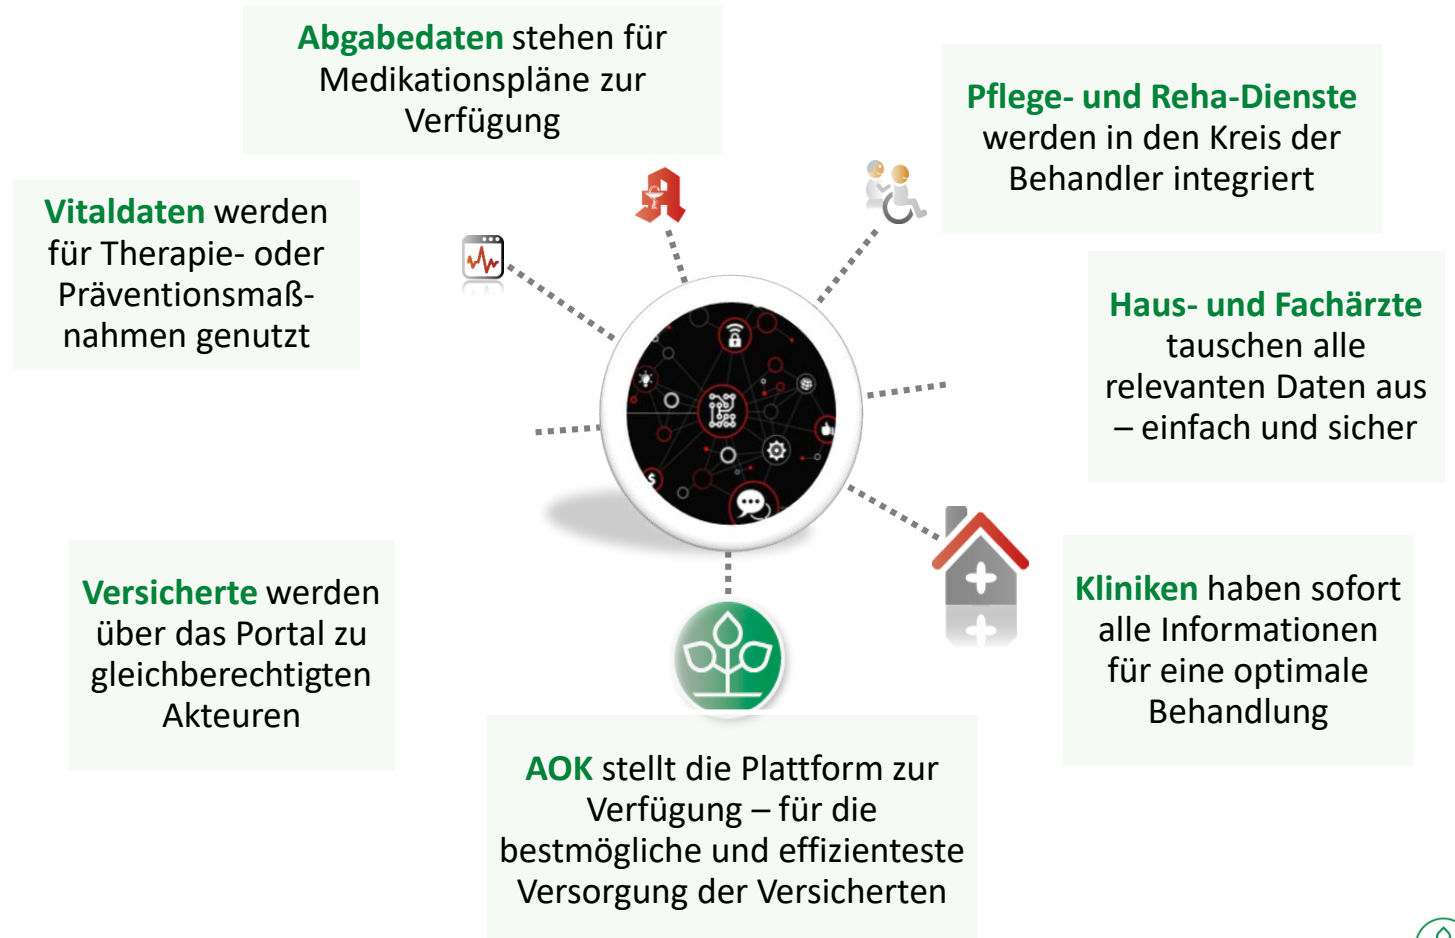 Abgabedaten stehen für
Medikationspläne zur
Verfügung
Pflege- und Reha-Dienste
werden in den Kreis der
Behandler integriert
Vitaldaten werden
für Therapie- oder
Präventionsmaß-
nahmen genutzt
Haus- und Fachärzte
tauschen alle
relevanten Daten aus
– einfach und sicher
Versicherte werden
über das Portal zu
gleichberechtigten
Akteuren
Kliniken haben sofort
alle Informationen
für eine optimale
Behandlung
AOK stellt die Plattform zur
Verfügung – für die
bestmögliche und effizienteste
Versorgung der Versicherten